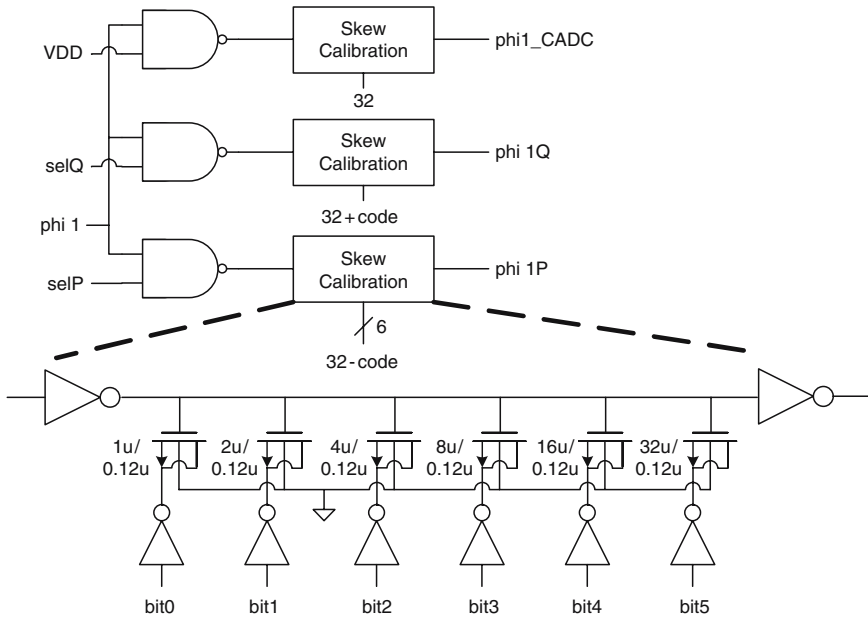 VDD
Skew
Calibration
phi1_CADC
32
selQ
Skew
Calibration
phi 1Q
32+code
phi 1
selP
Skew
Calibration
phi 1P
6
32-code
1u/
0.12u
2u/
0.12u
4u/
0.12u
8u/
0.12u
16u/
0.12u
32u/
0.12u
bit0
bit1
bit2
bit3
bit4
bit5